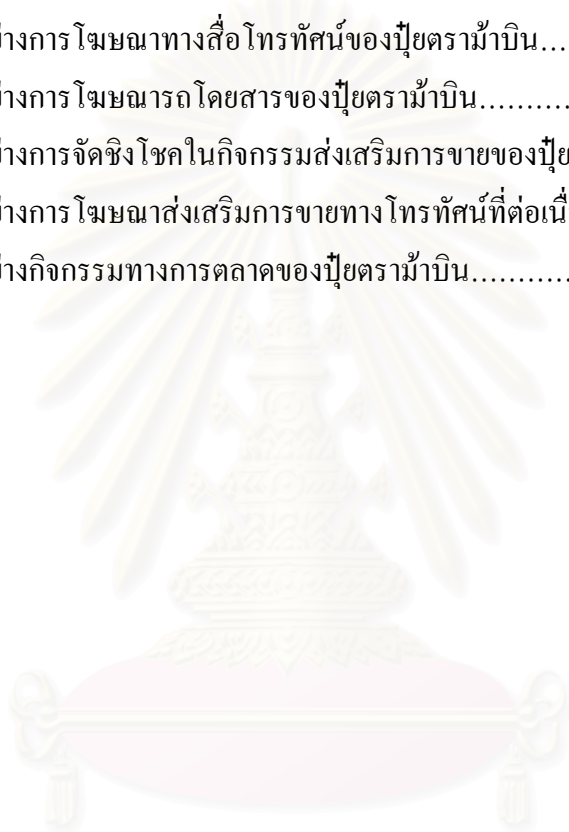 างการโฆษณาทางสื่อโทรทัศน์ของปุ๋ยตราม้าบิน....
างการโฆษณารถโดยสารของปุ๋ยตราม้าบิน...........
างการจัดชิงโชคในกิจกรรมส่งเสริมการขายของปุ๋ย
างการโฆษณาส่งเสริมการขายทางโทรทัศน์ที่ต่อเนื่
างกิจกรรมทางการตลาดของปุ๋ยตราม้าบิน............